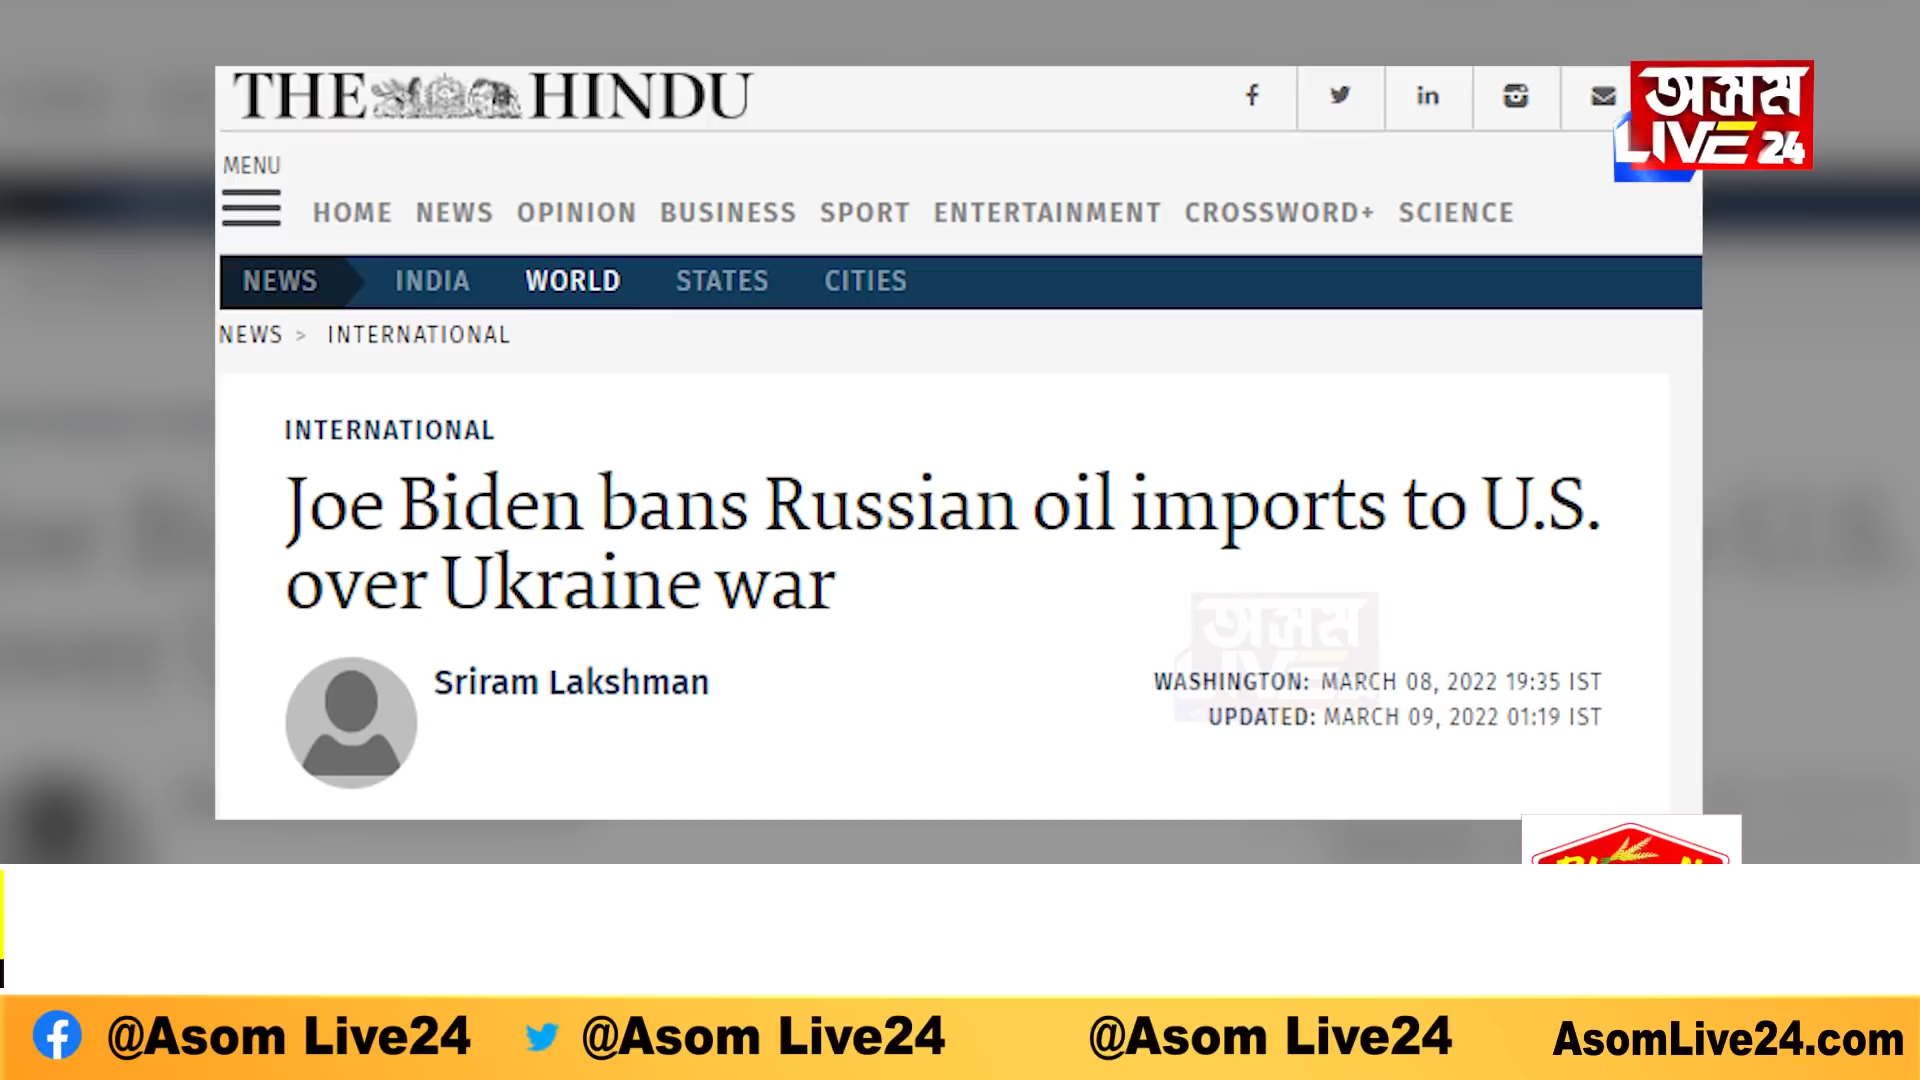 THE HINDU
অসম
LIVE 24
MENU
HOME NEWS OPINION BUSINESS SPORT ENTERTAINMENT CROSSWORD+ SCIENCE
NEWS INDIA WORLD STATES CITIES
NEWS > INTERNATIONAL
INTERNATIONAL
Joe Biden bans Russian oil imports to U.S.
over Ukraine war
অসম
LIVE
Sriram Lakshman
WASHINGTON: MARCH 08, 2022 19:35 IST
UPDATED: MARCH 09, 2022 01:19 IST
@Asom Live24 @Asom Live24 @Asom Live24 AsomLive24.com